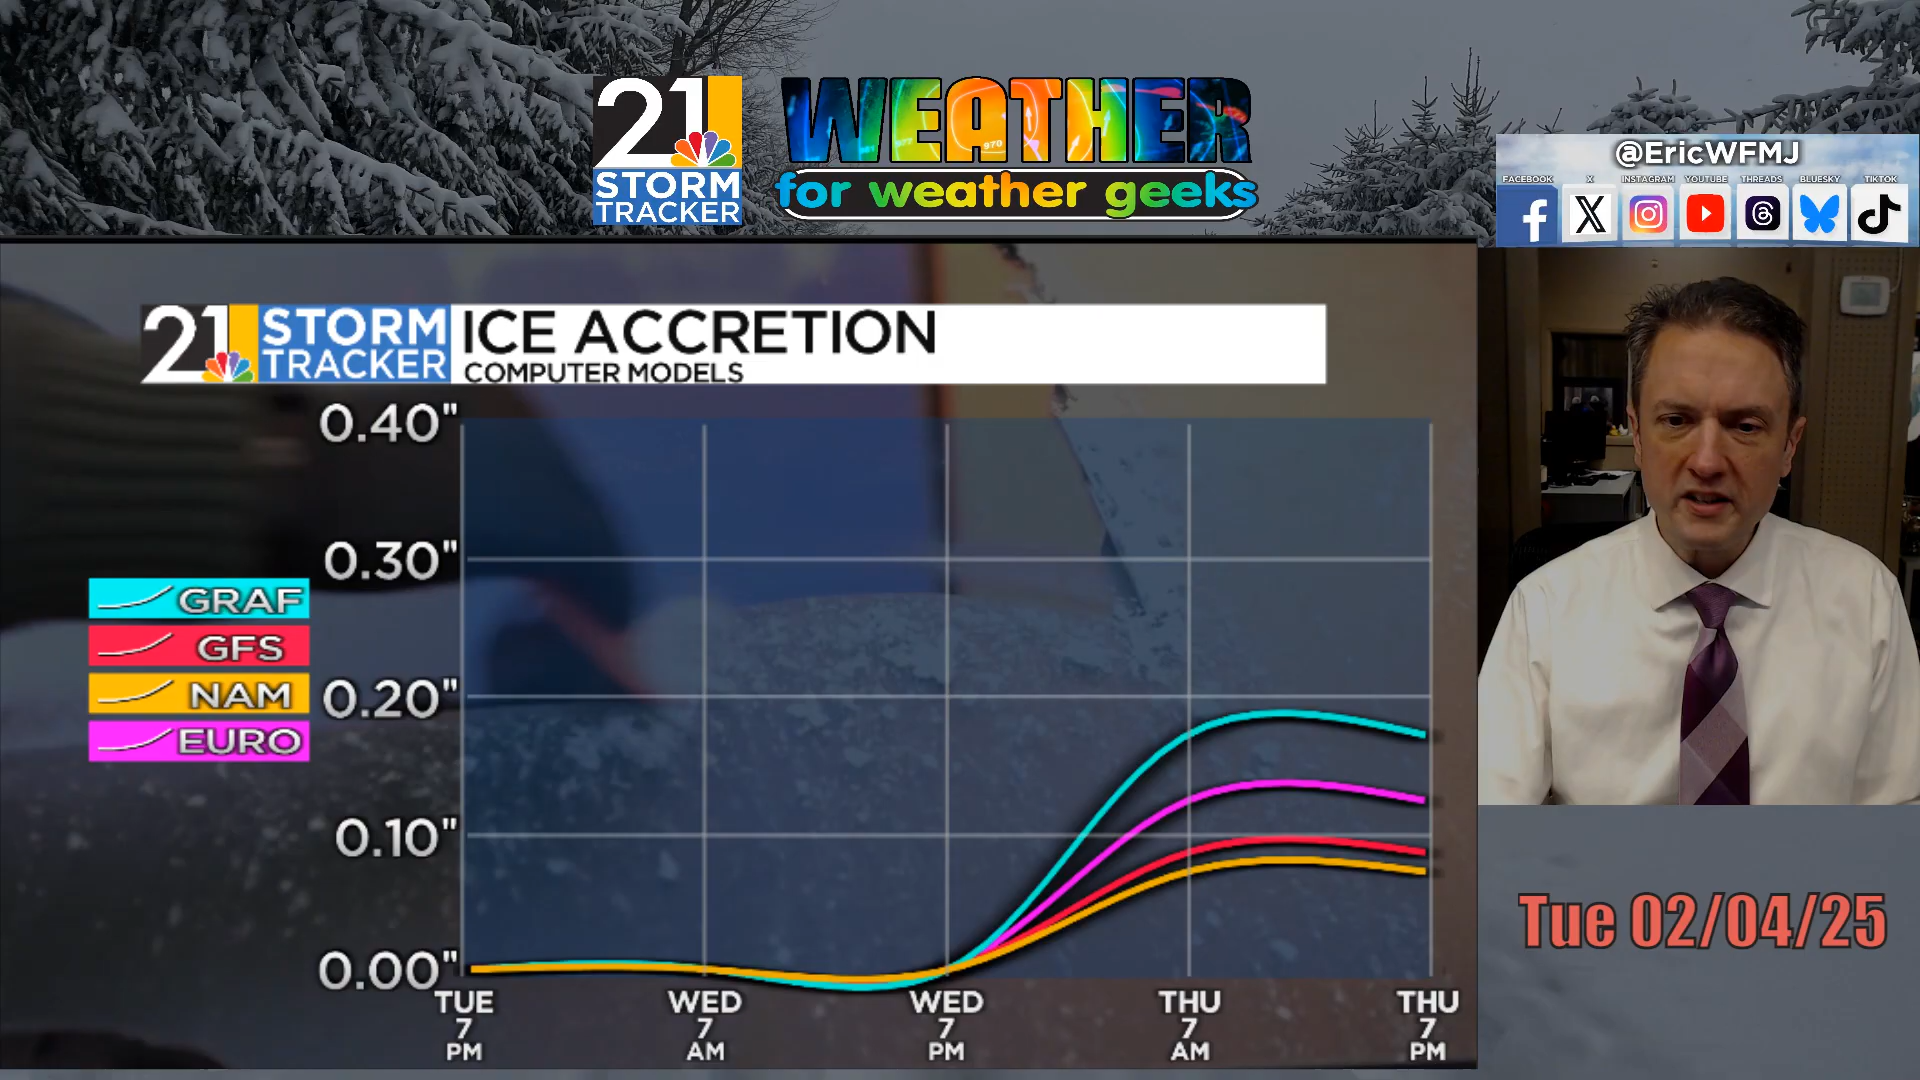 21
STORM
TRACKER
WEATHER
970
for weather geeks
@EricWFMJ
FACEBOOK X INSTAGRAM YOUTUBE THREADS BLUESKY TIKTOK
21 STORM
TRACKER
ICE ACCRETION
COMPUTER MODELS
0.40"
0.30"
GRAF
GFS
NAM
0.20"
EURO
0.10"
0.00"
TUE
7
PM
WED
7
AM
WED
7
PM
THU
7
AM
THU
7
PM
Tue 02/04/25